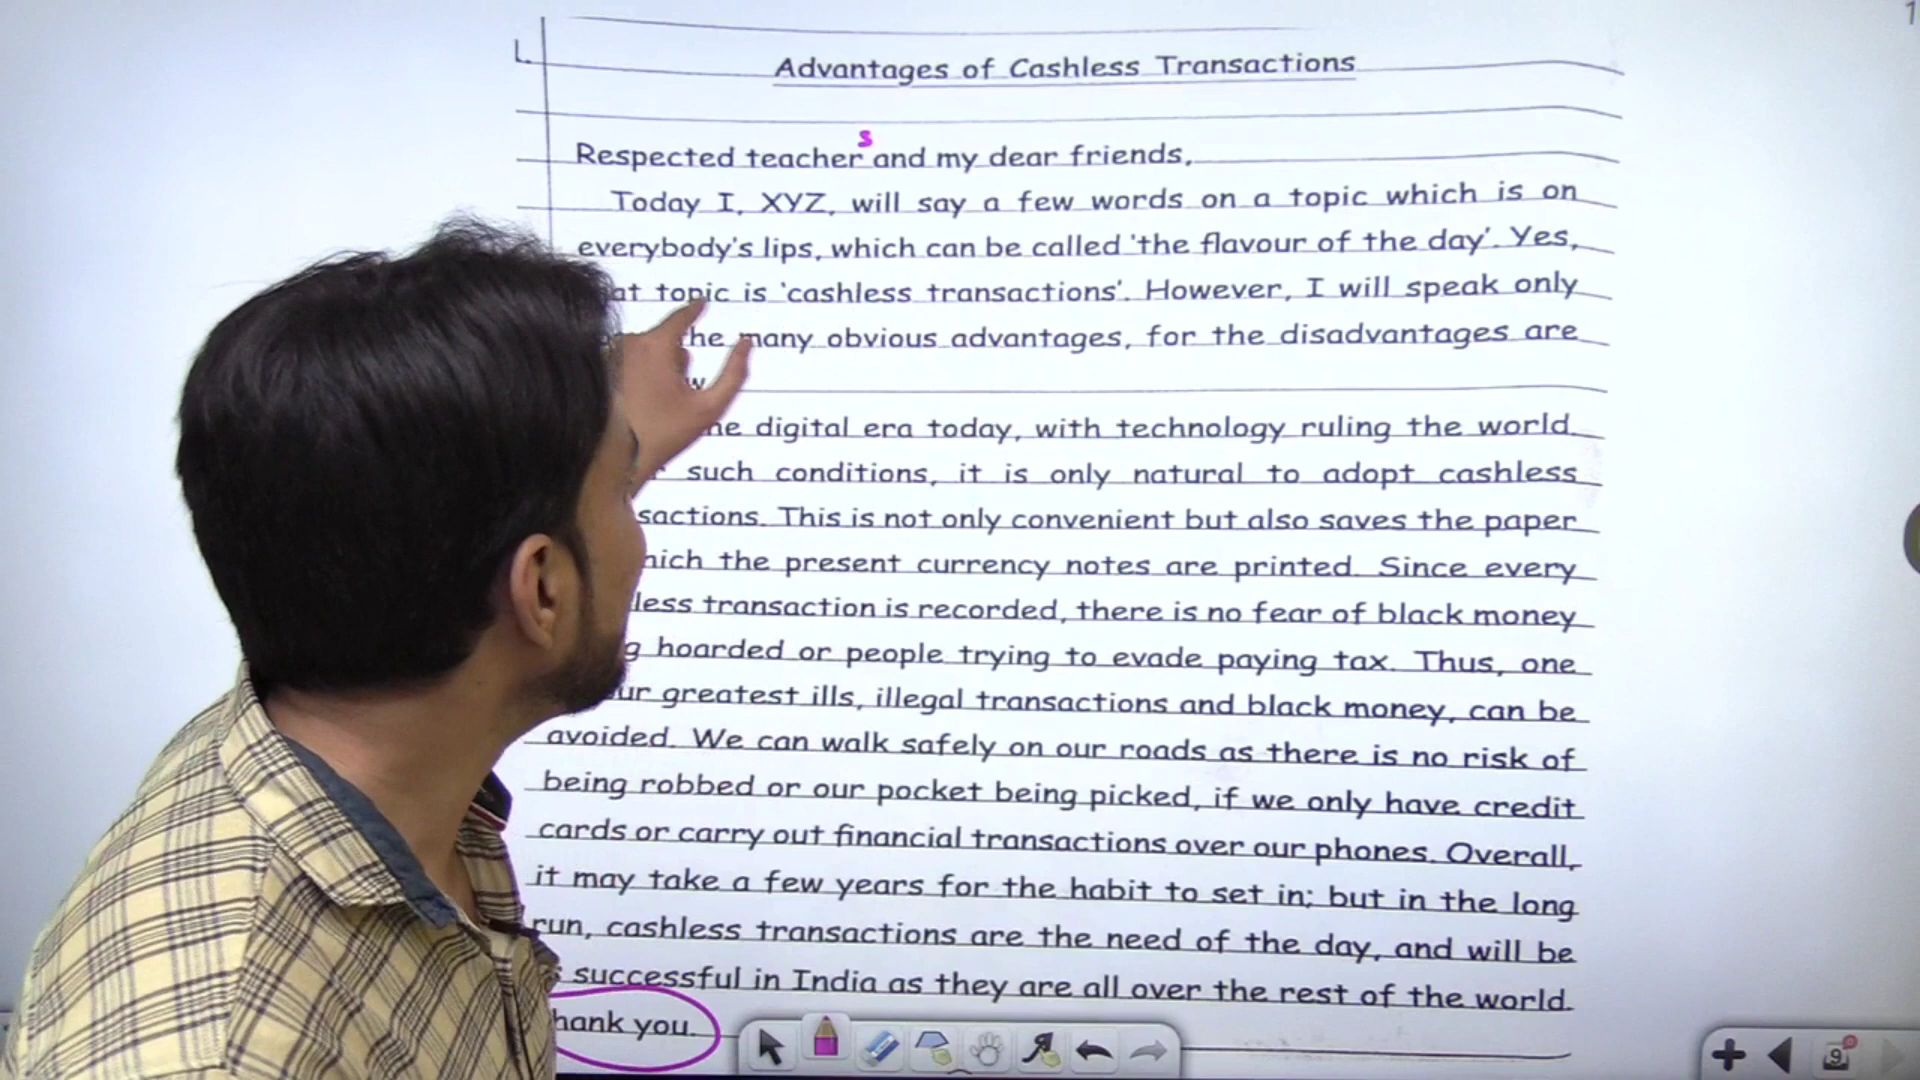 1
1.
Advantages of Cashless Transactions
s
Respected teacher and my dear friends,
Today I, XYZ, will say a few words on a topic which is on
everybody's lips, which can be called 'the flavour of the day'. Yes,
topic is 'cashless transactions'. However, I will speak only
many obvious advantages, for the disadvantages are
digital era today, with technology ruling the world.
such conditions, it is only natural to adopt cashless
sactions. This is not only convenient but also saves the paper
hich the present currency notes are printed. Since every
less transaction is recorded, there is no fear of black money
g hoarded or people trying to evade paying tax. Thus, one
ur greatest ills, illegal transactions and black money, can be
avoided. We can walk safely on our roads as there is no risk of
being robbed or our pocket being picked, if we only have credit
cards or carry out financial transactions over our phones. Overall,
it may take a few years for the habit to set in; but in the long
run, cashless transactions are the need of the day, and will be
successful in India as they are all over the rest of the world.
hank you.
9